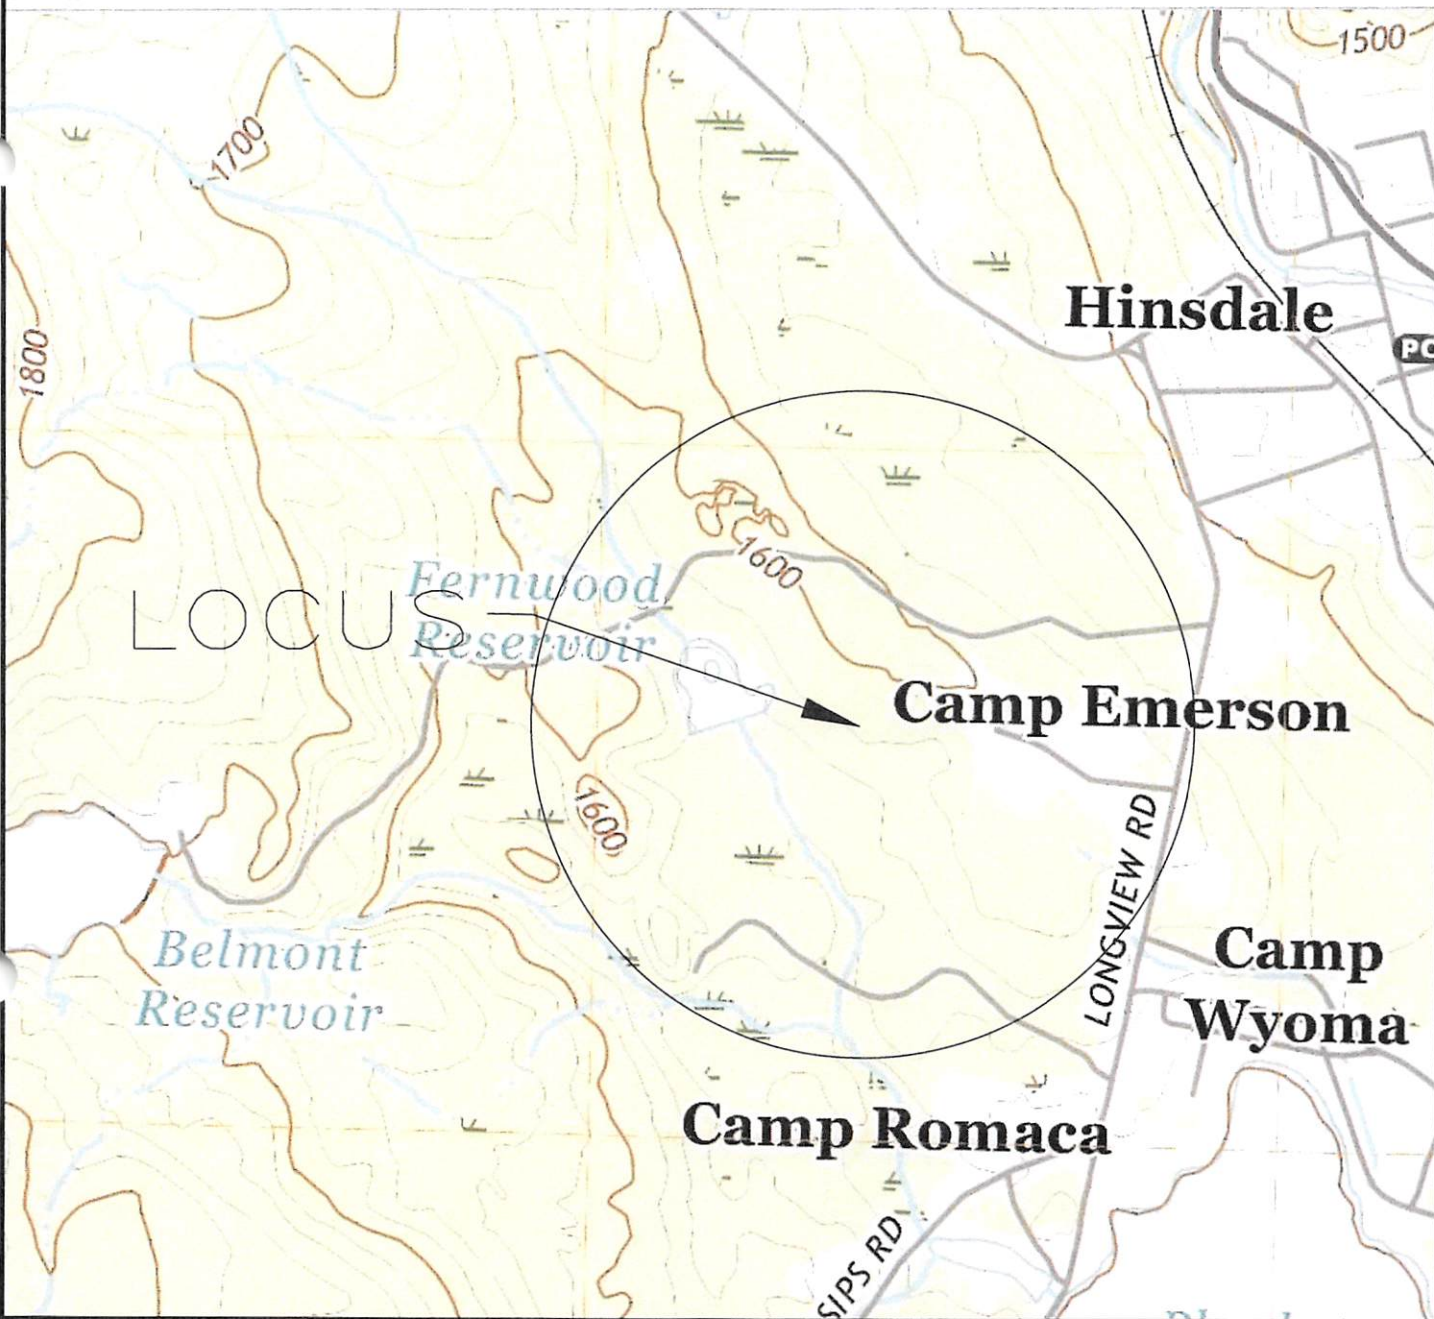 1500
1700
Hinsdale
1800
PO
Fernwood
Reservoir
LOCUS
1600
Camp Emerson
1600
LONGVIEW RD
Belmont
Reservoir
Camp
Wyoma
Camp Romaca
SIPS RD